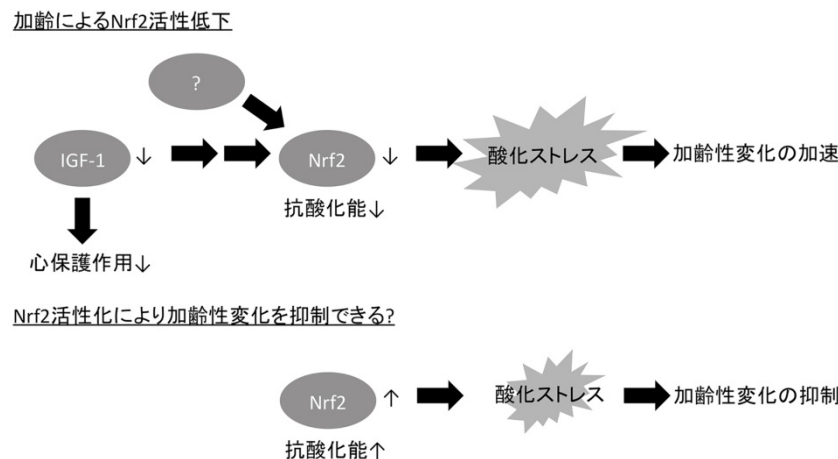 加齢によるNrf2活性低下
?
IGF-1 ↓
Nrf2 ↓
酸化ストレス
加齢性変化の加速
抗酸化能↓
心保護作用↓
Nrf2活性化により加齢性変化を抑制できる?
Nrf2 ↑
酸化ストレス
加齢性変化の抑制
抗酸化能↑